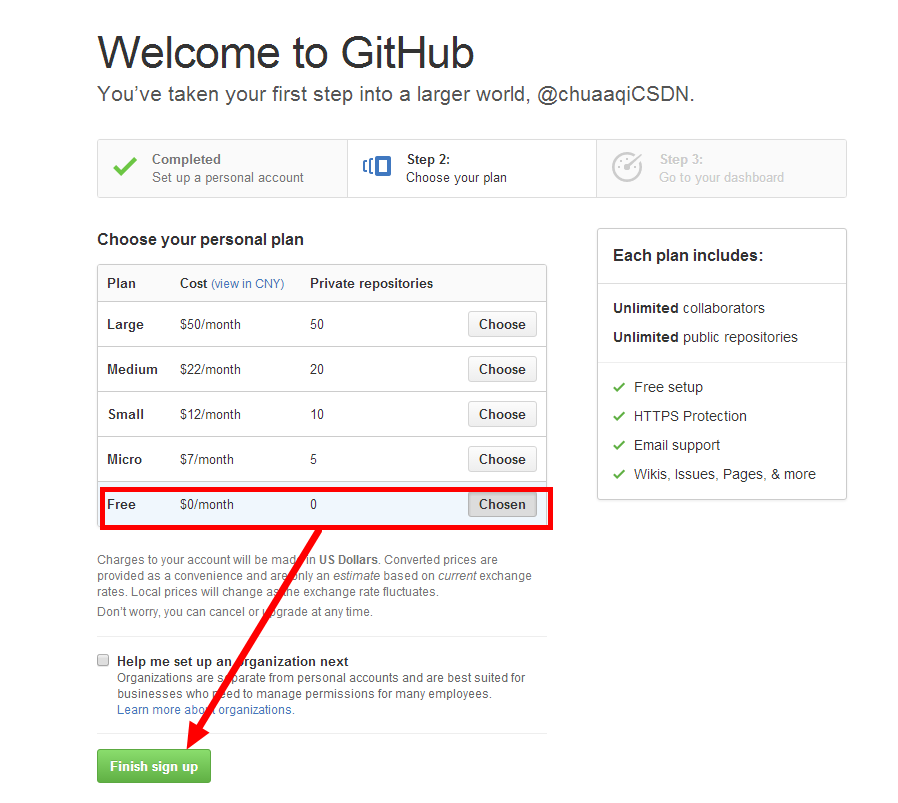 Welcome to GitHub
You've taken your first step into a larger world, @chuaaqiCSDN.
Completed
Set up a personal account
Step 2:
Choose your plan
Step 3:
Go to your dashboard
Choose your personal plan
Plan Cost (view in CNY) Private repositories
Large $50/month 50 Choose
Medium $22/month 20 Choose
Small $12/month 10 Choose
Micro $7/month 5 Choose
Free $0/month 0 Chosen
Charges to your account will be made in US Dollars. Converted prices are
provided as a convenience and are only an estimate based on current exchange
rates. Local prices will change as the exchange rate fluctuates.
Don't worry, you can cancel or upgrade at any time.
Help me set up an organization next
Organizations are separate from personal accounts and are best suited for
businesses who need to manage permissions for many employees.
Learn more about organizations.
Finish sign up
Each plan includes:
Unlimited collaborators
Unlimited public repositories
Free setup
HTTPS Protection
Email support
Wikis, Issues, Pages, & more